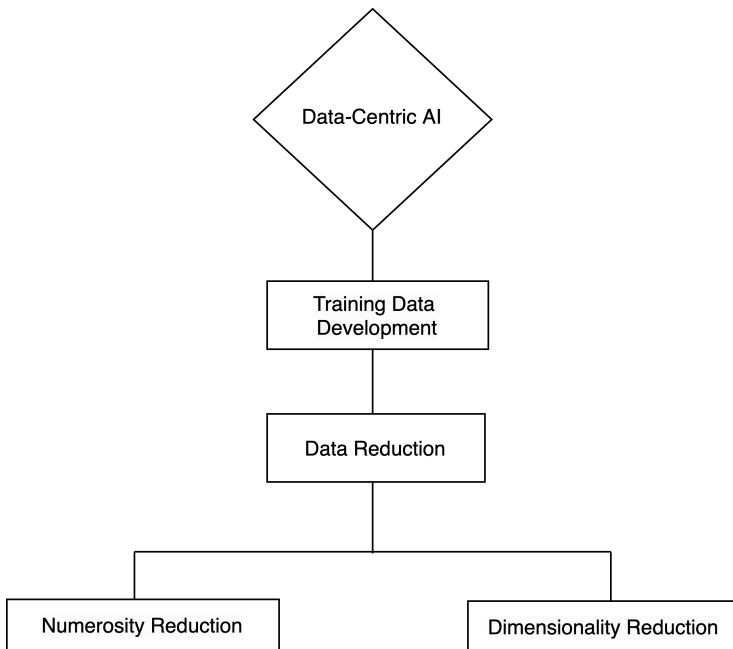 Data-Centric AI
Training Data
Development
Data Reduction
Numerosity Reduction
Dimensionality Reduction